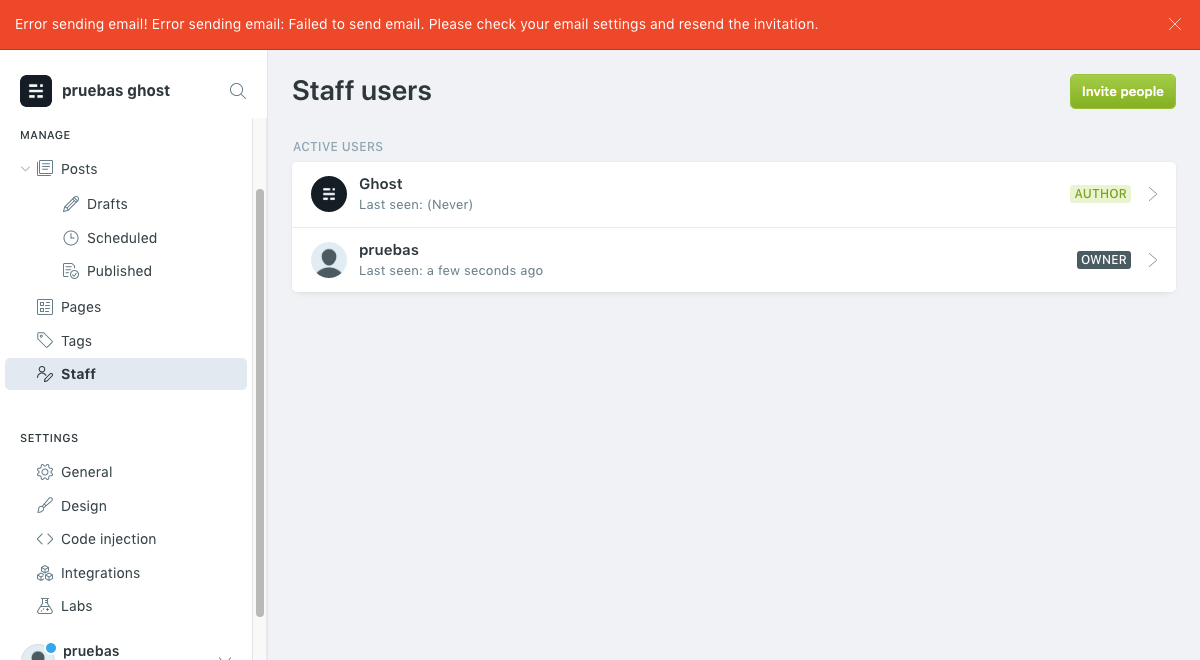 Error sending email! Error sending email: Failed to send email. Please check your email settings and resend the invitation.
pruebas ghost
MANAGE
Posts
Drafts
Scheduled
Published
Pages
Tags
Staff
SETTINGS
General
Design
Code injection
Integrations
Labs
pruebas
Staff users
Invite people
ACTIVE USERS
Ghost
Last seen: (Never)
AUTHOR
pruebas
Last seen: a few seconds ago
OWNER